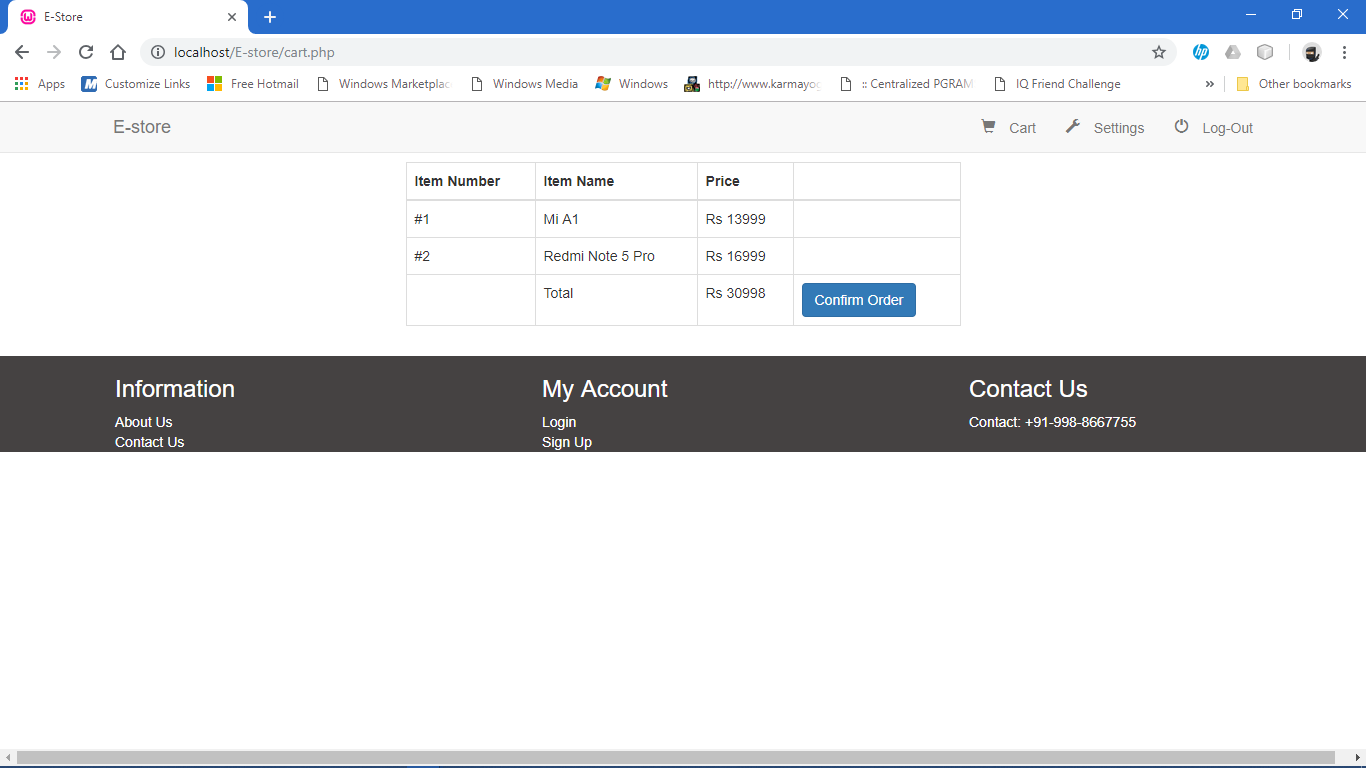 E-Store
localhost/E-store/cart.php
Apps Customize Links Free Hotmail Windows Marketplac Windows Media Windows http://www.karmayog :: Centralized PGRAM IQ Friend Challenge » Other bookmarks
E-store Cart Settings Log-Out
Item Number Item Name Price
#1 Mi A1 Rs 13999
#2 Redmi Note 5 Pro Rs 16999
Total Rs 30998 Confirm Order
Information My Account Contact Us
About Us Login Contact: +91-998-8667755
Contact Us Sign Up